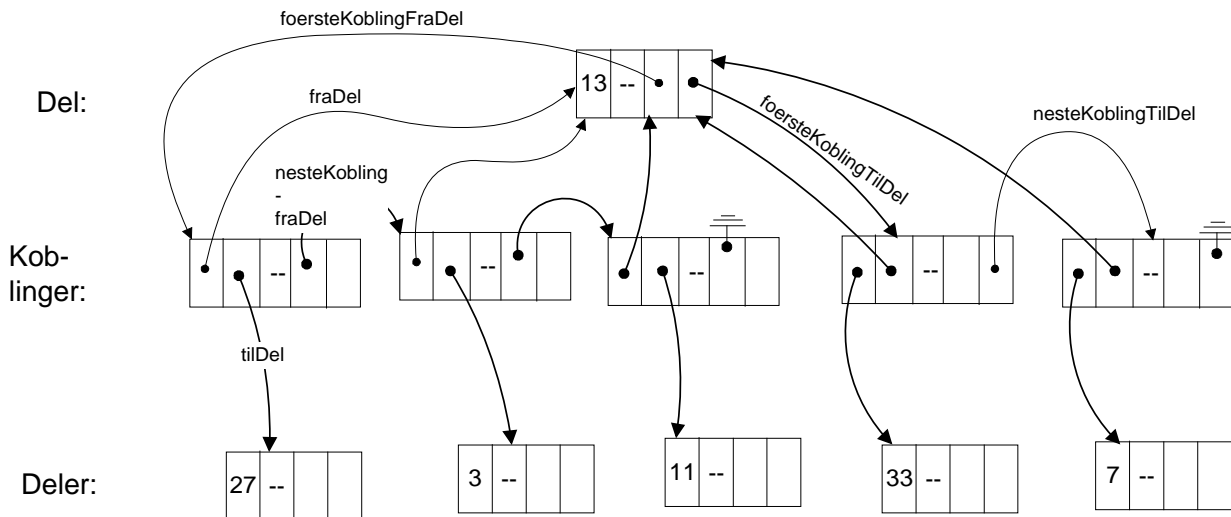 foersteKoblingFraDel
Del:
13 --
fraDel
foersteKoblingTilDel
nesteKoblingTilDel
nesteKobling
-
fraDel
Kob-
linger:
-- -- -- -- --
tilDel
Deler:
27 -- 3 -- 11 -- 33 -- 7 --